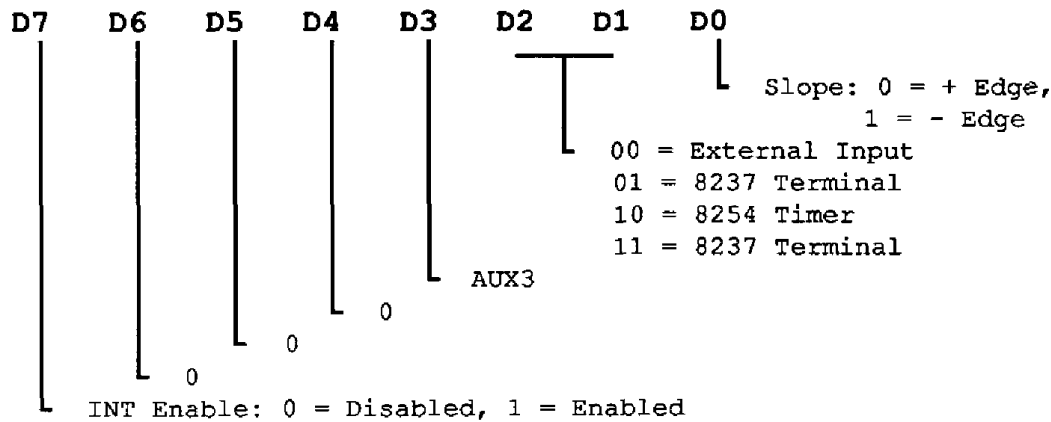 D7 D6 D5 D4 D3 D2 D1 D0
Slope: 0 = + Edge,
1 = - Edge
00 = External Input
01 = 8237 Terminal
10 = 8254 Timer
11 = 8237 Terminal
AUX3
0
0
0
INT Enable: 0 = Disabled, 1 = Enabled